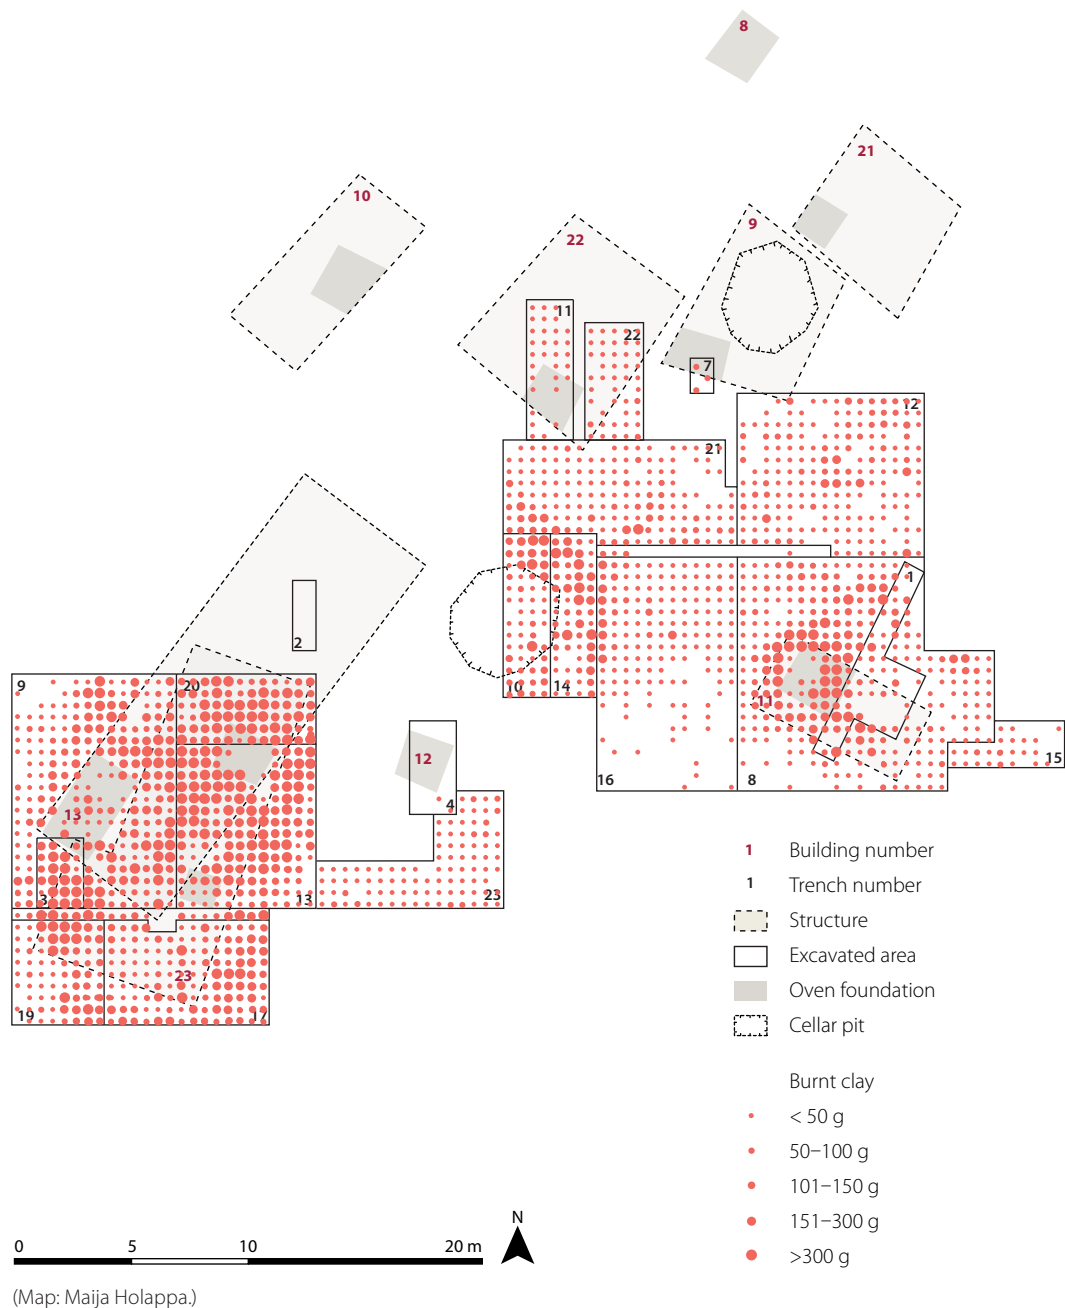 8
21
10
9
22
11
22
7
12
21
1
2
9
20
10
14
11
12
15
16
8
4
13
3
13
23
23
19
17
1 Building number
1 Trench number
Structure
Excavated area
Oven foundation
Cellar pit
Burnt clay
< 50 g
50–100 g
101–150 g
151–300 g
>300 g
N
0 5 10 20 m
(Map: Maija Holappa.)